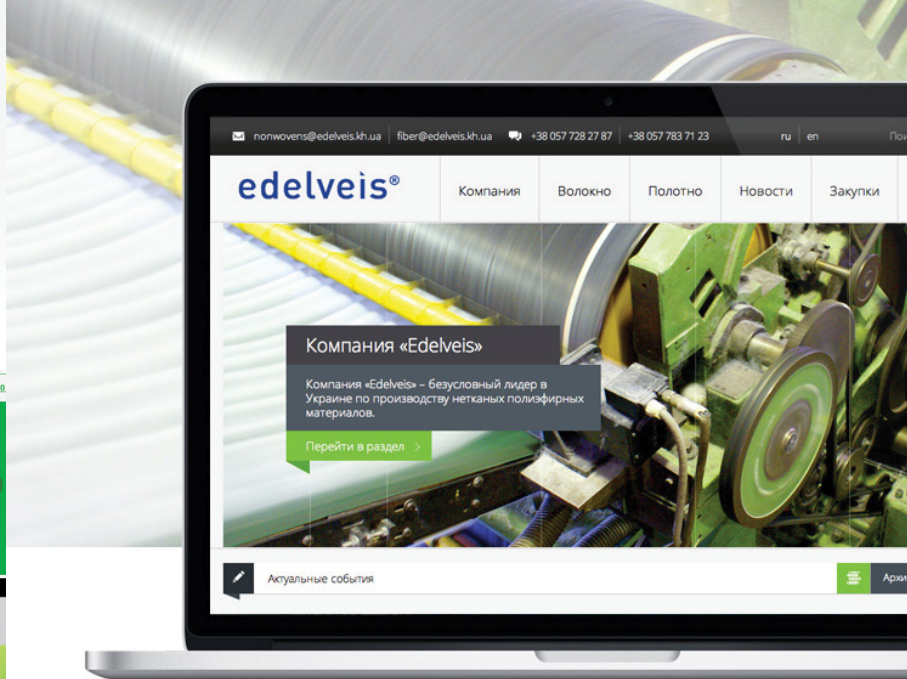 nonwovens@edelveis.kh.ua fiber@edelveis.kh.ua +38 057 728 27 87 +38 057 783 71 23 ru en
edelveis®
Компания Волокно Полотно Новости Закупки
Компания «Edelveis»
Компания «Edelveis» – безусловный лидер в
Украине по производству нетканых полиэфирных
материалов.
Перейти в раздел
Актуальные события